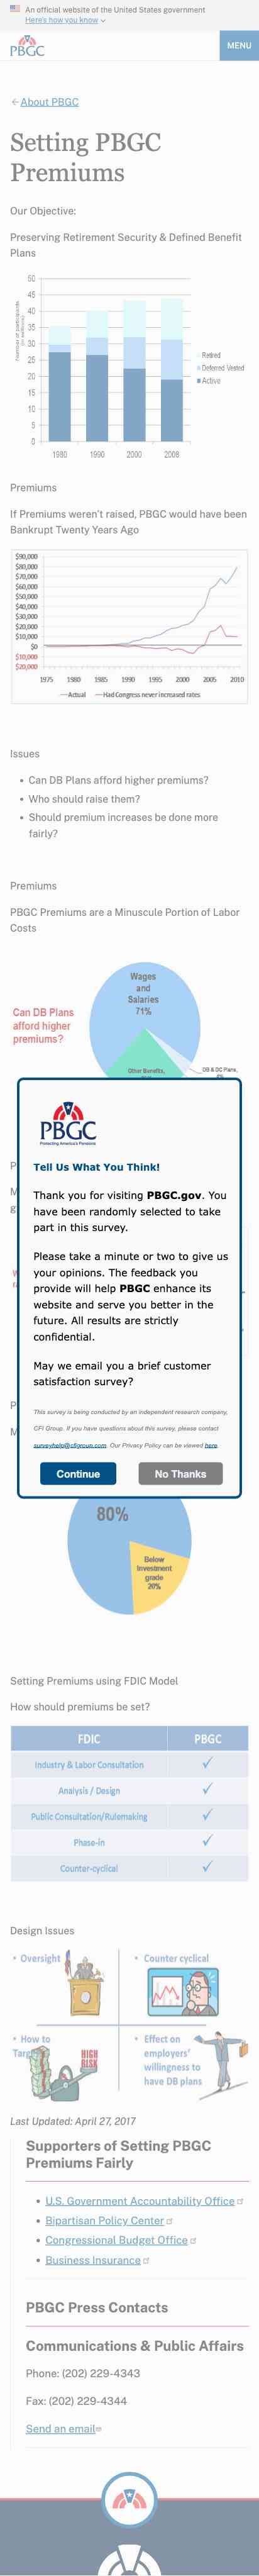 An official website of the United States government
Here's how you know
PBGC
MENU
About PBGC
Setting PBGC
Premiums
Our Objective:
Preserving Retirement Security & Defined Benefit
Plans
Number of participants
(in millions)
50
45
40
35
30
25
20
15
10
5
0
1980 1990 2000 2008
Retired
Deferred Vested
Active
Premiums
If Premiums weren't raised, PBGC would have been
Bankrupt Twenty Years Ago
$90,000
$80,000
$70,000
$60,000
$50,000
$40,000
$30,000
$20,000
$10,000
$0
$10,000
$20,000
1975 1980 1985 1990 1995 2000 2005 2010
Actual Had Congress never increased rates
Issues
Can DB Plans afford higher premiums?
Who should raise them?
Should premium increases be done more
fairly?
Premiums
PBGC Premiums are a Minuscule Portion of Labor
Costs
Wages
and
Salaries
71%
Can DB Plans
afford higher
premiums?
Other Benefits,
DB & DC Plans,
PBGC
Protecting America's Pensions
Tell Us What You Think!
Thank you for visiting PBGC.gov. You
have been randomly selected to take
part in this survey.
Please take a minute or two to give us
your opinions. The feedback you
provide will help PBGC enhance its
website and serve you better in the
future. All results are strictly
confidential.
May we email you a brief customer
satisfaction survey?
This survey is being conducted by an independent research company,
CFI Group. If you have questions about this survey, please contact
surveyhelp@cfigroup.com. Our Privacy Policy can be viewed here.
Continue No Thanks
80%
Below
Investment
grade
20%
Setting Premiums using FDIC Model
How should premiums be set?
FDIC PBGC
Industry & Labor Consultation ✓
Analysis / Design ✓
Public Consultation/Rulemaking ✓
Phase-in ✓
Counter-cyclical ✓
Design Issues
Oversight
Counter cyclical
How to
HIGH
RISK
Effect on
employers'
willingness to
have DB plans
Last Updated: April 27, 2017
Supporters of Setting PBGC
Premiums Fairly
U.S. Government Accountability Office
Bipartisan Policy Center
Congressional Budget Office
Business Insurance
PBGC Press Contacts
Communications & Public Affairs
Phone: (202) 229-4343
Fax: (202) 229-4344
Send an email